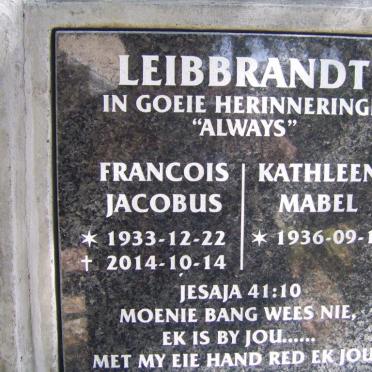 LEIBBRANDT
IN GOEIE HERINNERING
"ALWAYS"
FRANCOIS JACOBUS
✶ 1933-12-22
✝ 2014-10-14
KATHLEEN MABEL
✶ 1936-09-1
JESAJA 41:10
MOENIE BANG WEES NIE,
EK IS BY JOU......
MET MY EIE HAND RED EK JOU